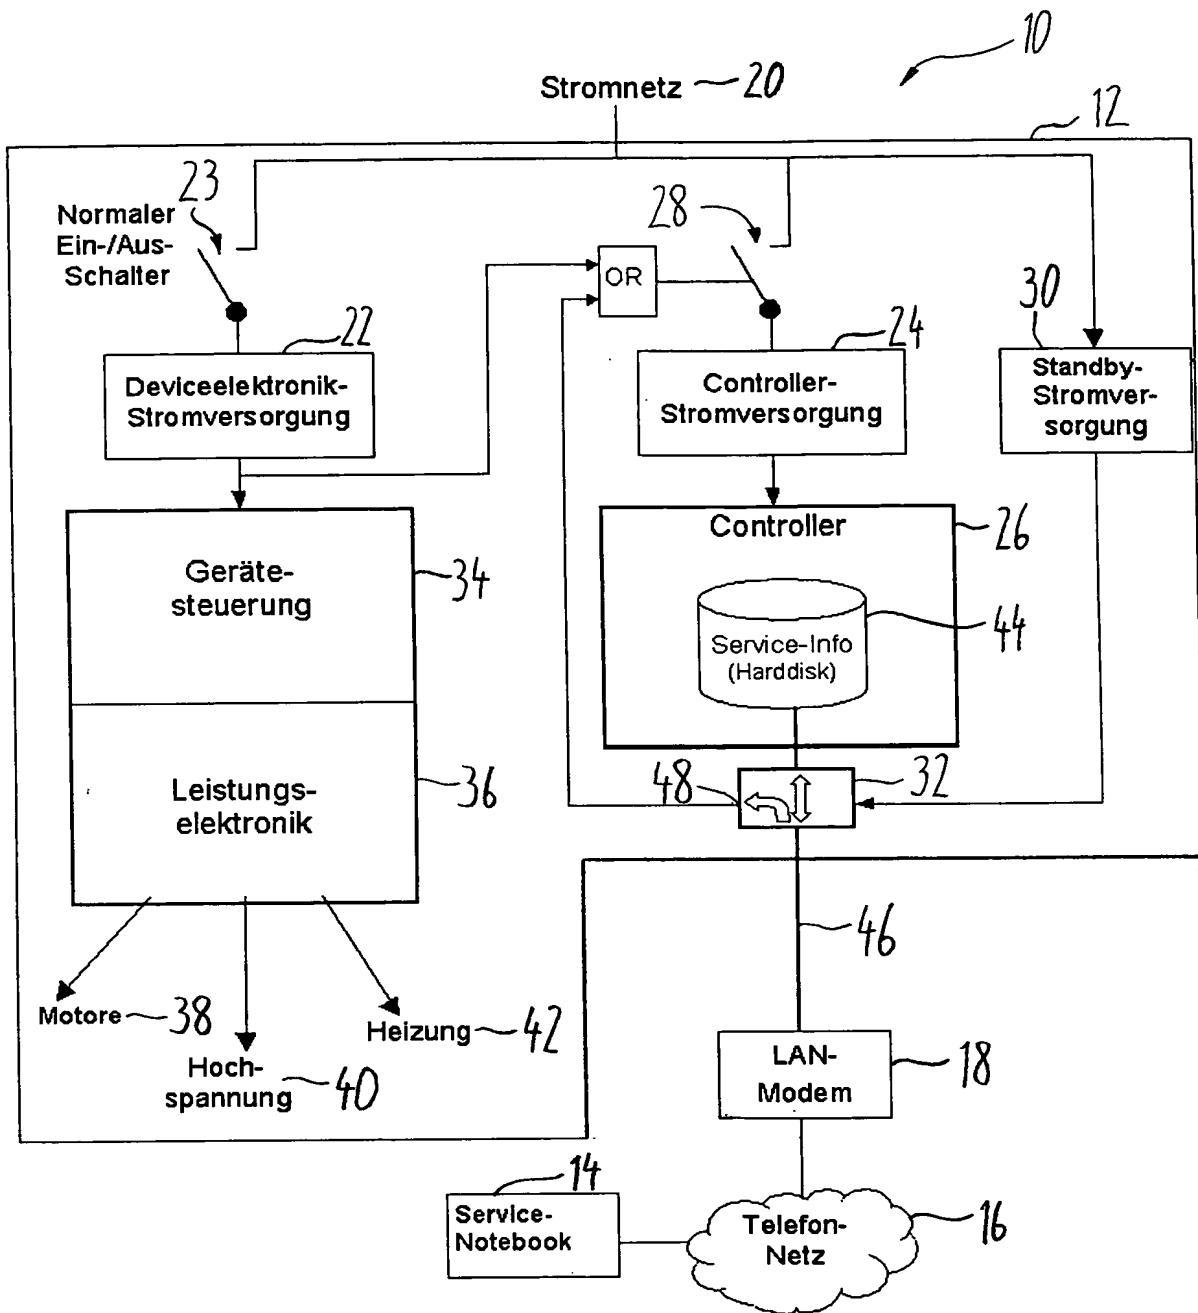 10
Stromnetz 20
12
23
Normaler
Ein-/Aus-
Schalter
28
OR
30
22
Deviceelektronik-
Stromversorgung
24
Controller-
Stromversorgung
Standby-
Stromver-
sorgung
Controller
26
Geräte-
steuerung
34
Service-Info
(Harddisk)
44
Leistungs-
elektronik
36
48
32
46
Motore 38
Heizung 42
Hoch-
spannung 40
LAN-
Modem
18
14
Service-
Notebook
Telefon-
Netz
16